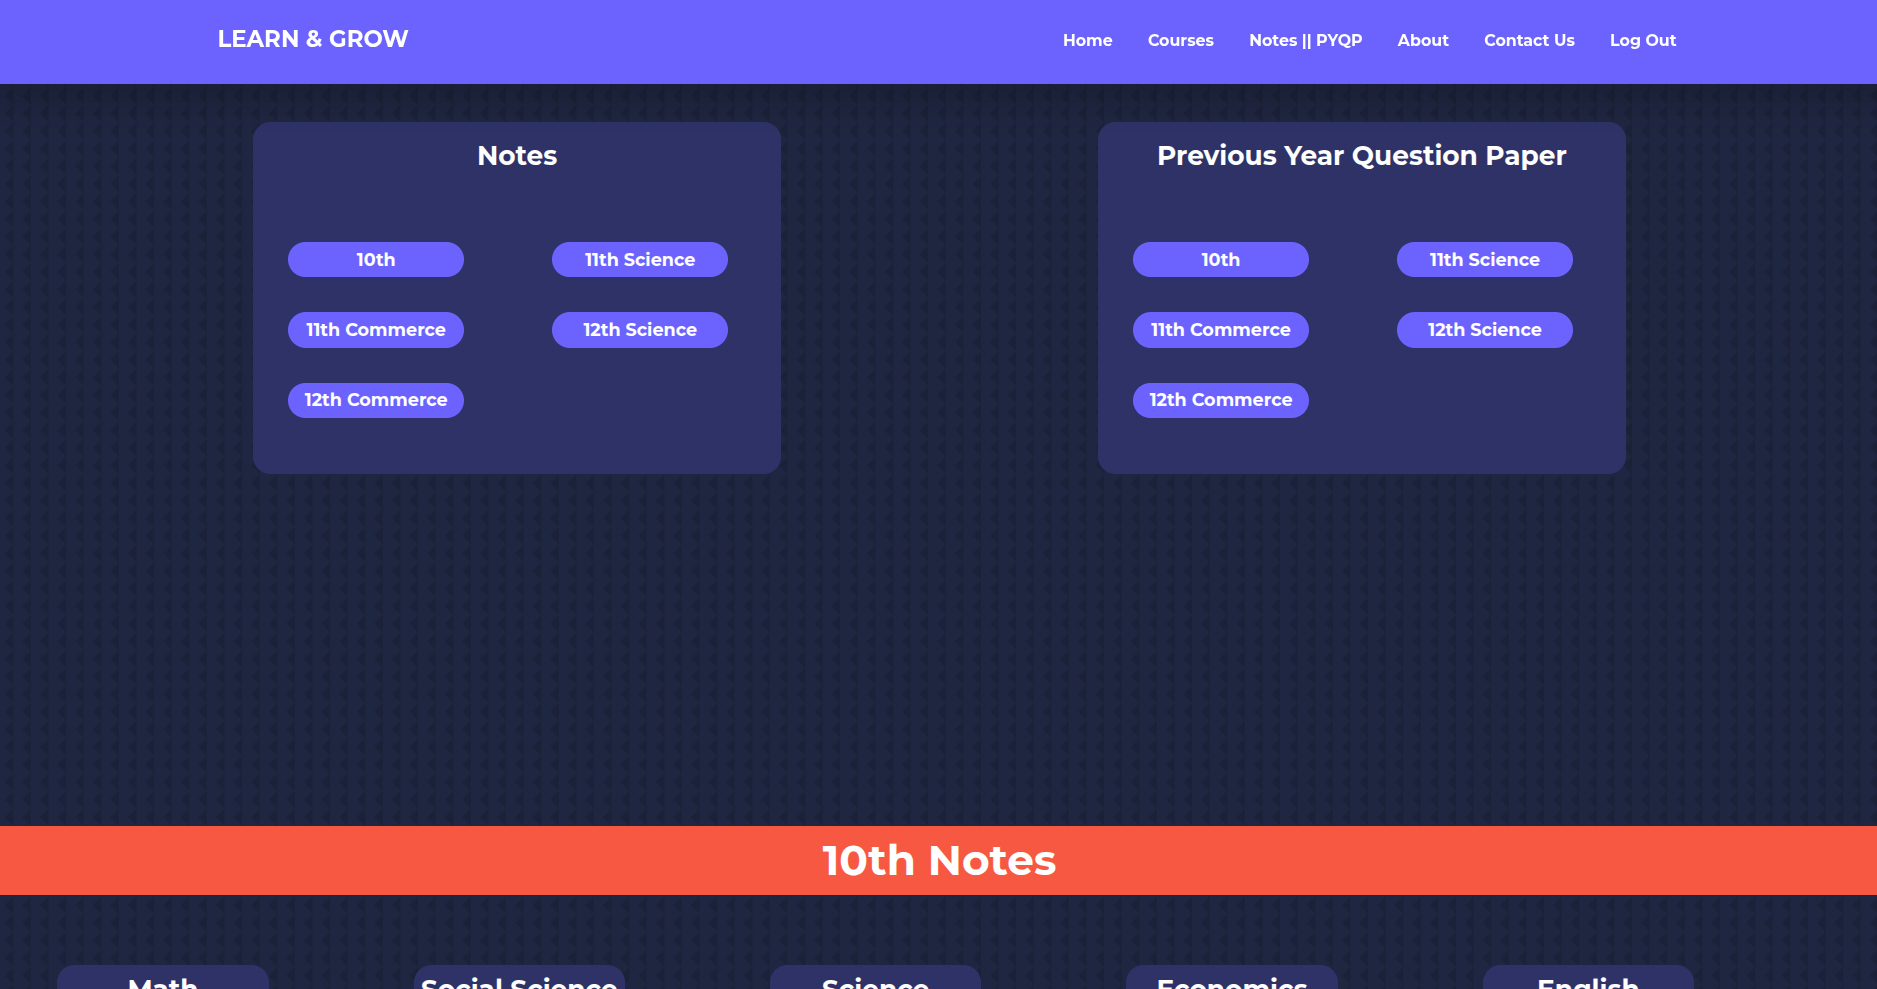 LEARN & GROW
Home Courses Notes || PYQP About Contact Us Log Out
Notes
10th 11th Science
11th Commerce 12th Science
12th Commerce
Previous Year Question Paper
10th 11th Science
11th Commerce 12th Science
12th Commerce
10th Notes
Math Social Science Science Economics English